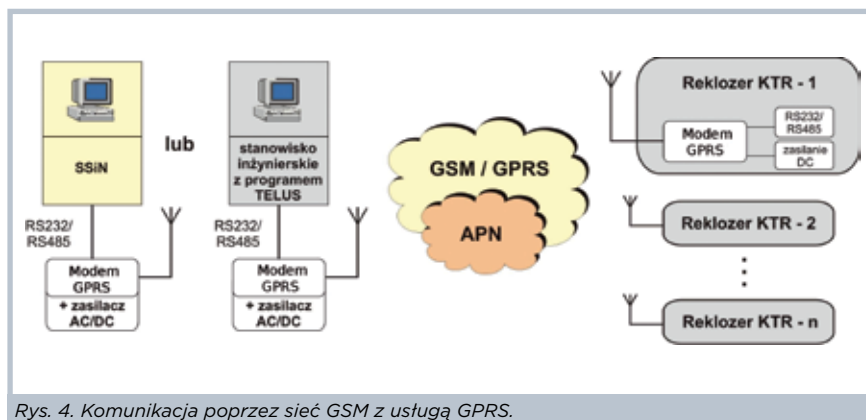 SSiN
RS232/
RS485
Modem
GPRS
+ zasilacz
AC/DC
lub
stanowisko
inżynierskie
z programem
TELUS
RS232/
RS485
Modem
GPRS
+ zasilacz
AC/DC
GSM / GPRS
APN
Reklozer KTR - 1
Modem
GPRS
RS232/
RS485
zasilanie
DC
Reklozer KTR - 2
Reklozer KTR - n
Rys. 4. Komunikacja poprzez sieć GSM z usługą GPRS.